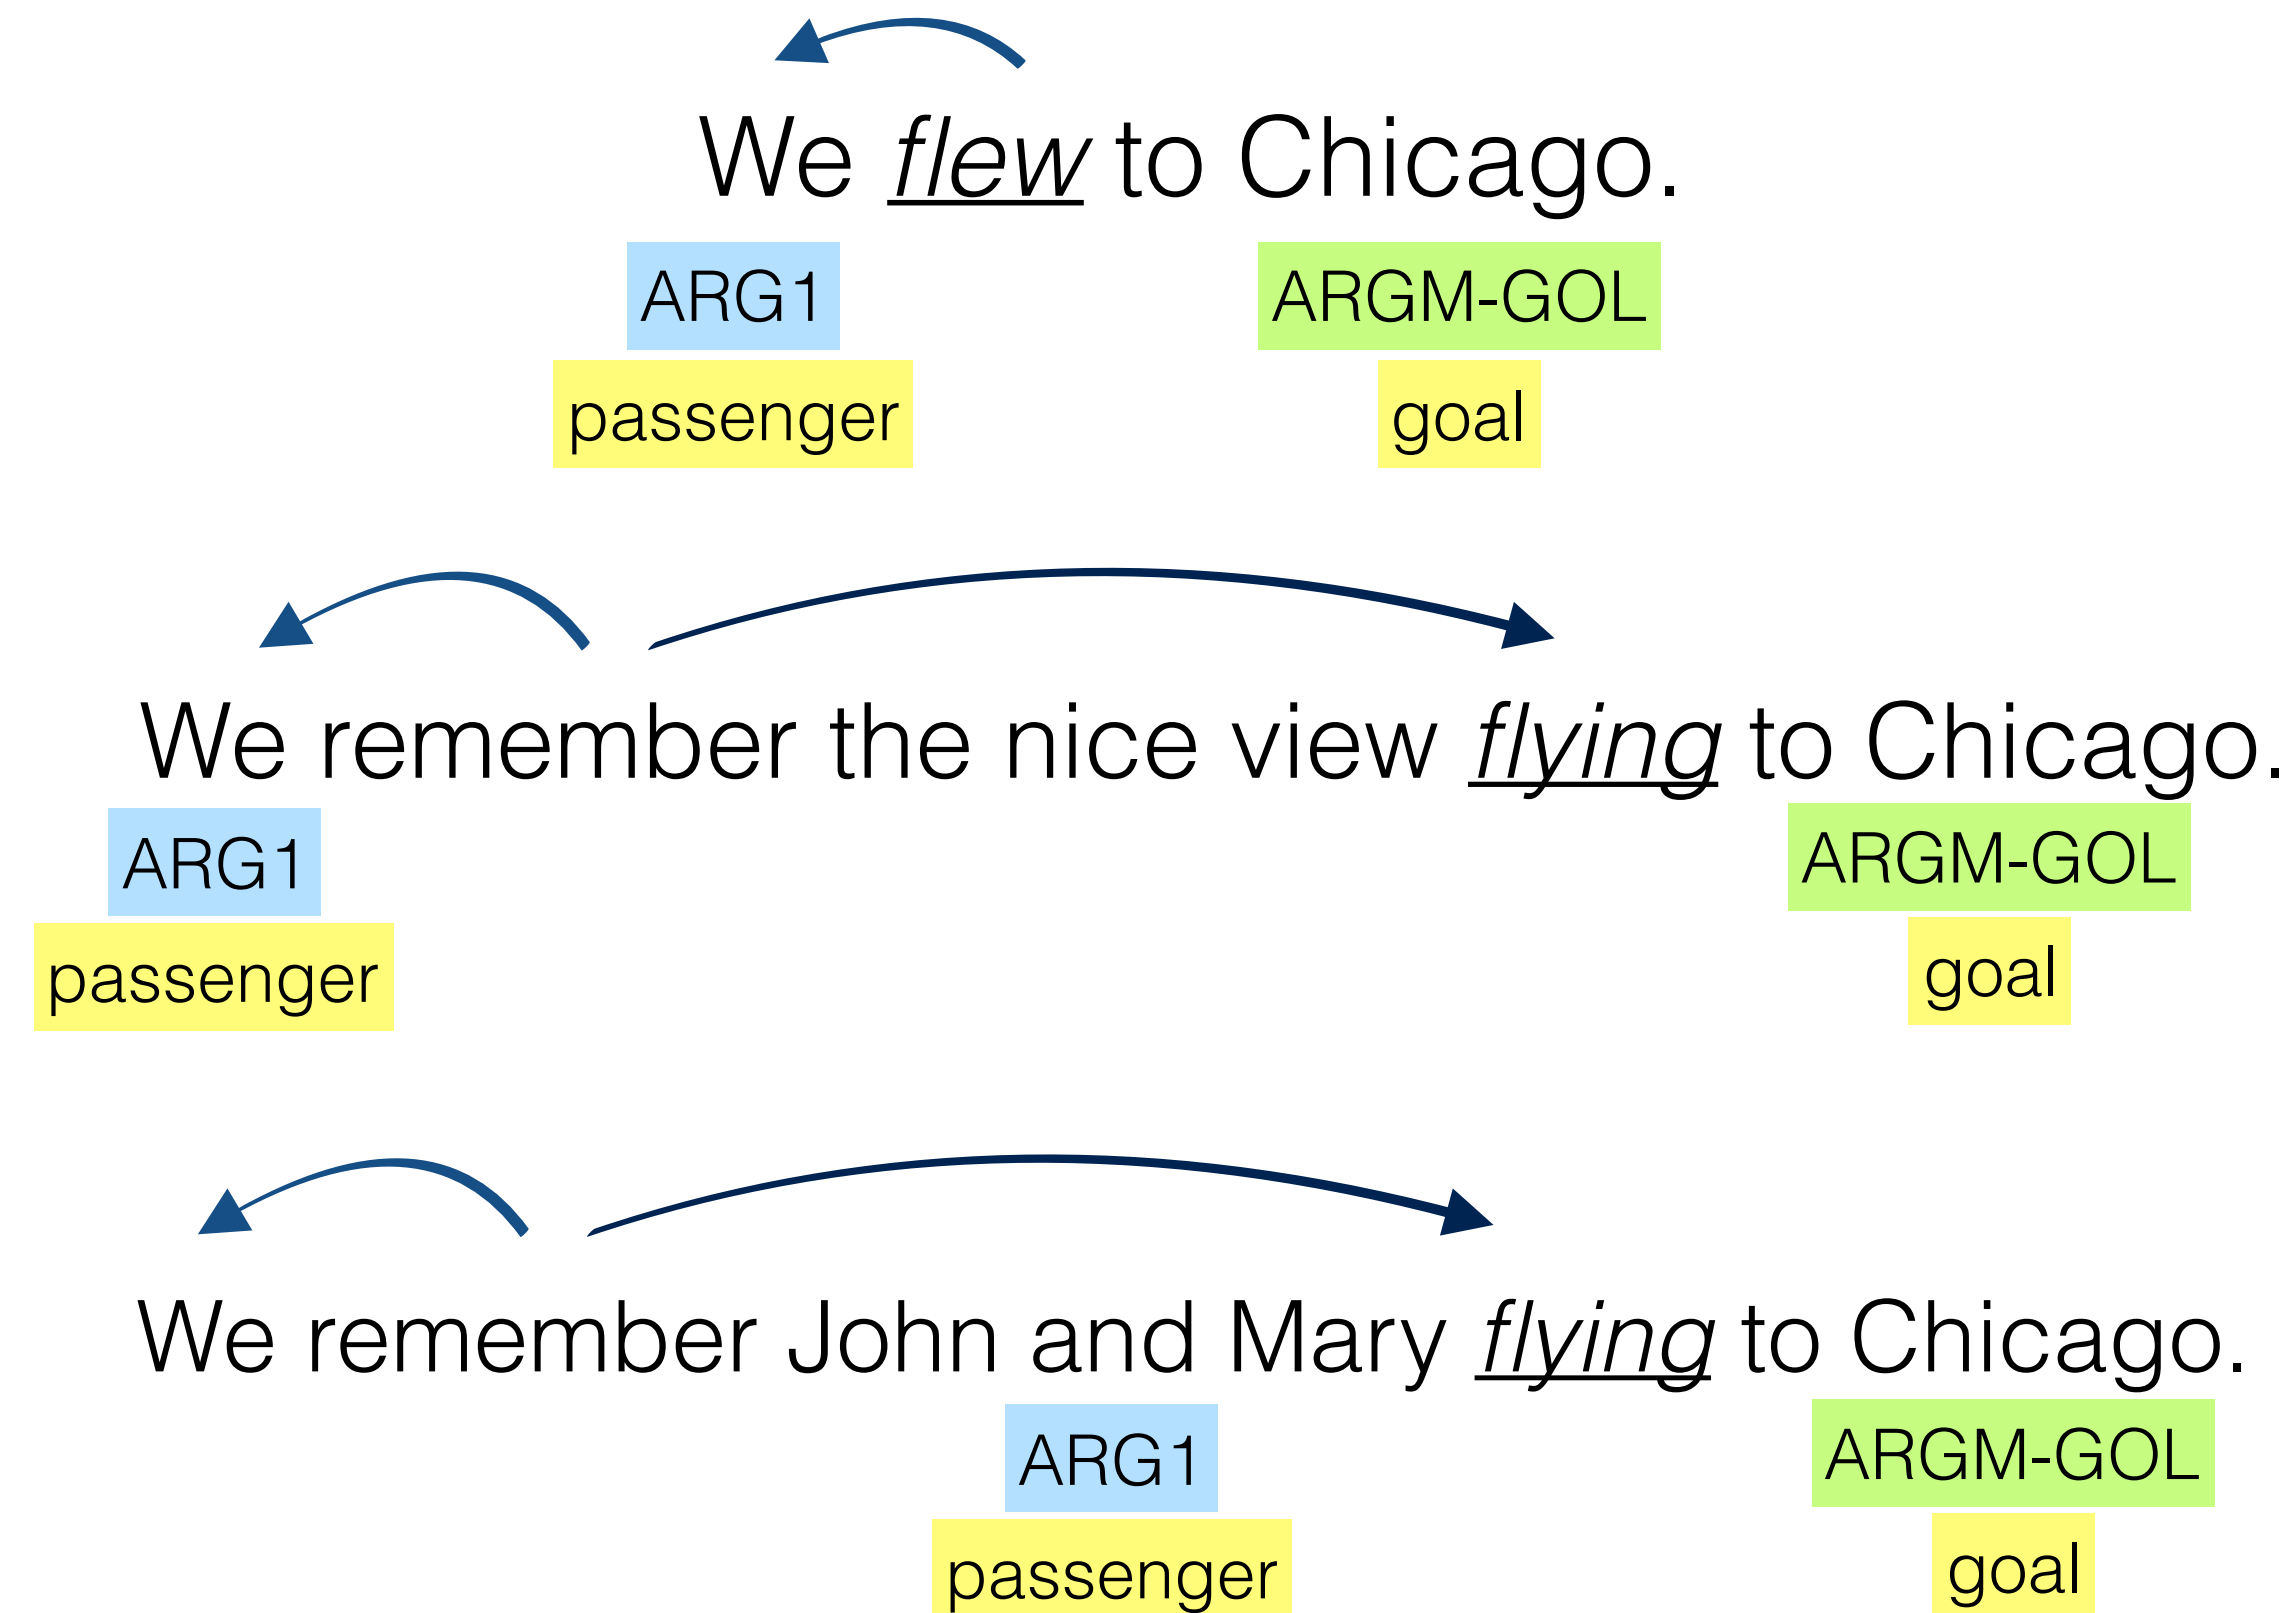 We flew to Chicago.
ARG1 ARGM-GOL
passenger goal
We remember the nice view flying to Chicago.
ARG1 ARGM-GOL
passenger goal
We remember John and Mary flying to Chicago.
ARG1 ARGM-GOL
passenger goal